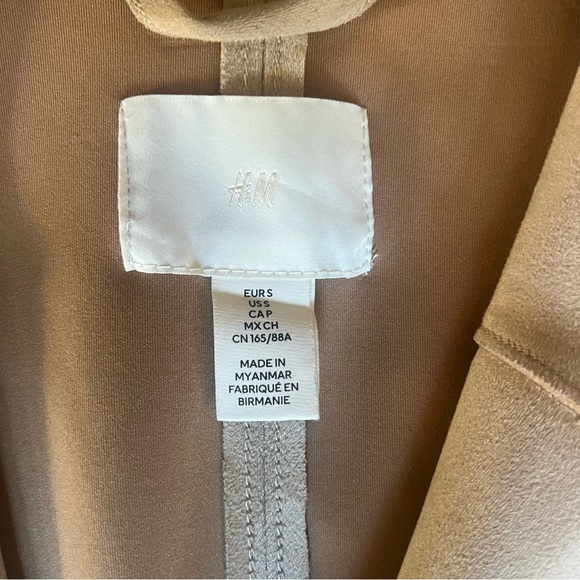 H&M
EUR S
US S
CA P
MX CH
CN 165/88A
MADE IN
MYANMAR
FABRIQUÉ EN
BIRMANIE